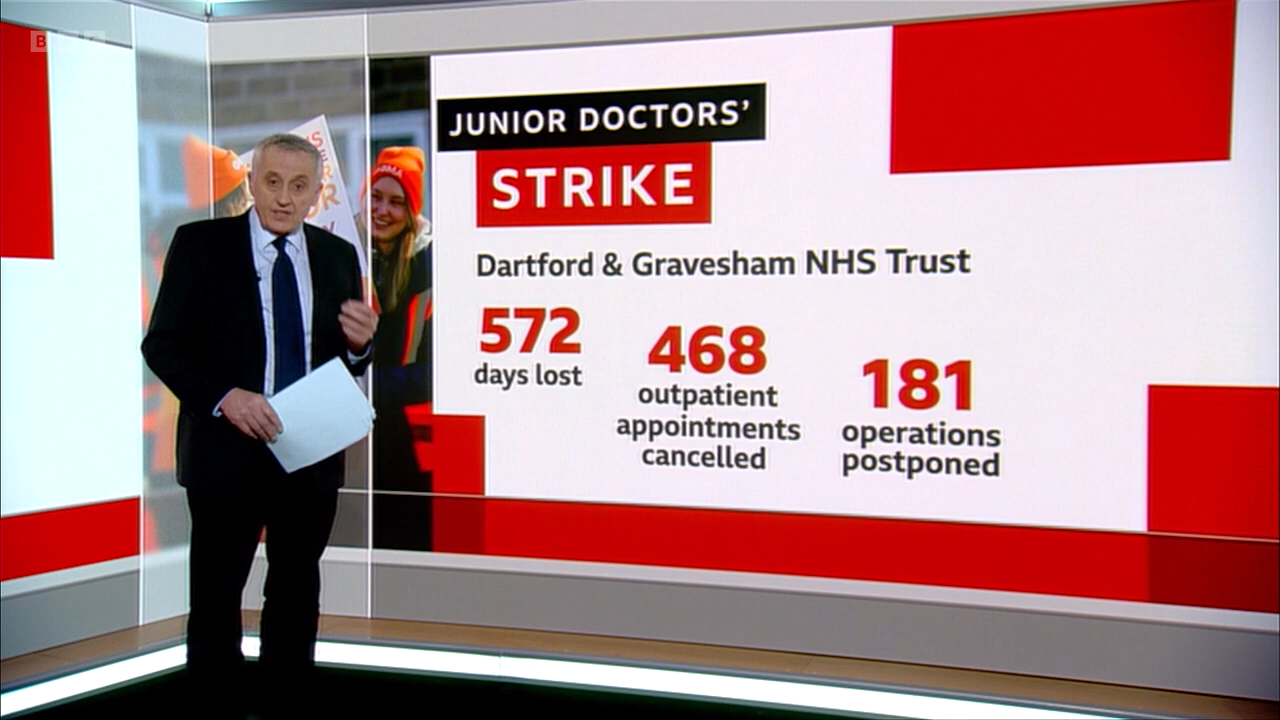 JUNIOR DOCTORS'
STRIKE
Dartford & Gravesham NHS Trust
572
days lost
468
outpatient
appointments
cancelled
181
operations
postponed